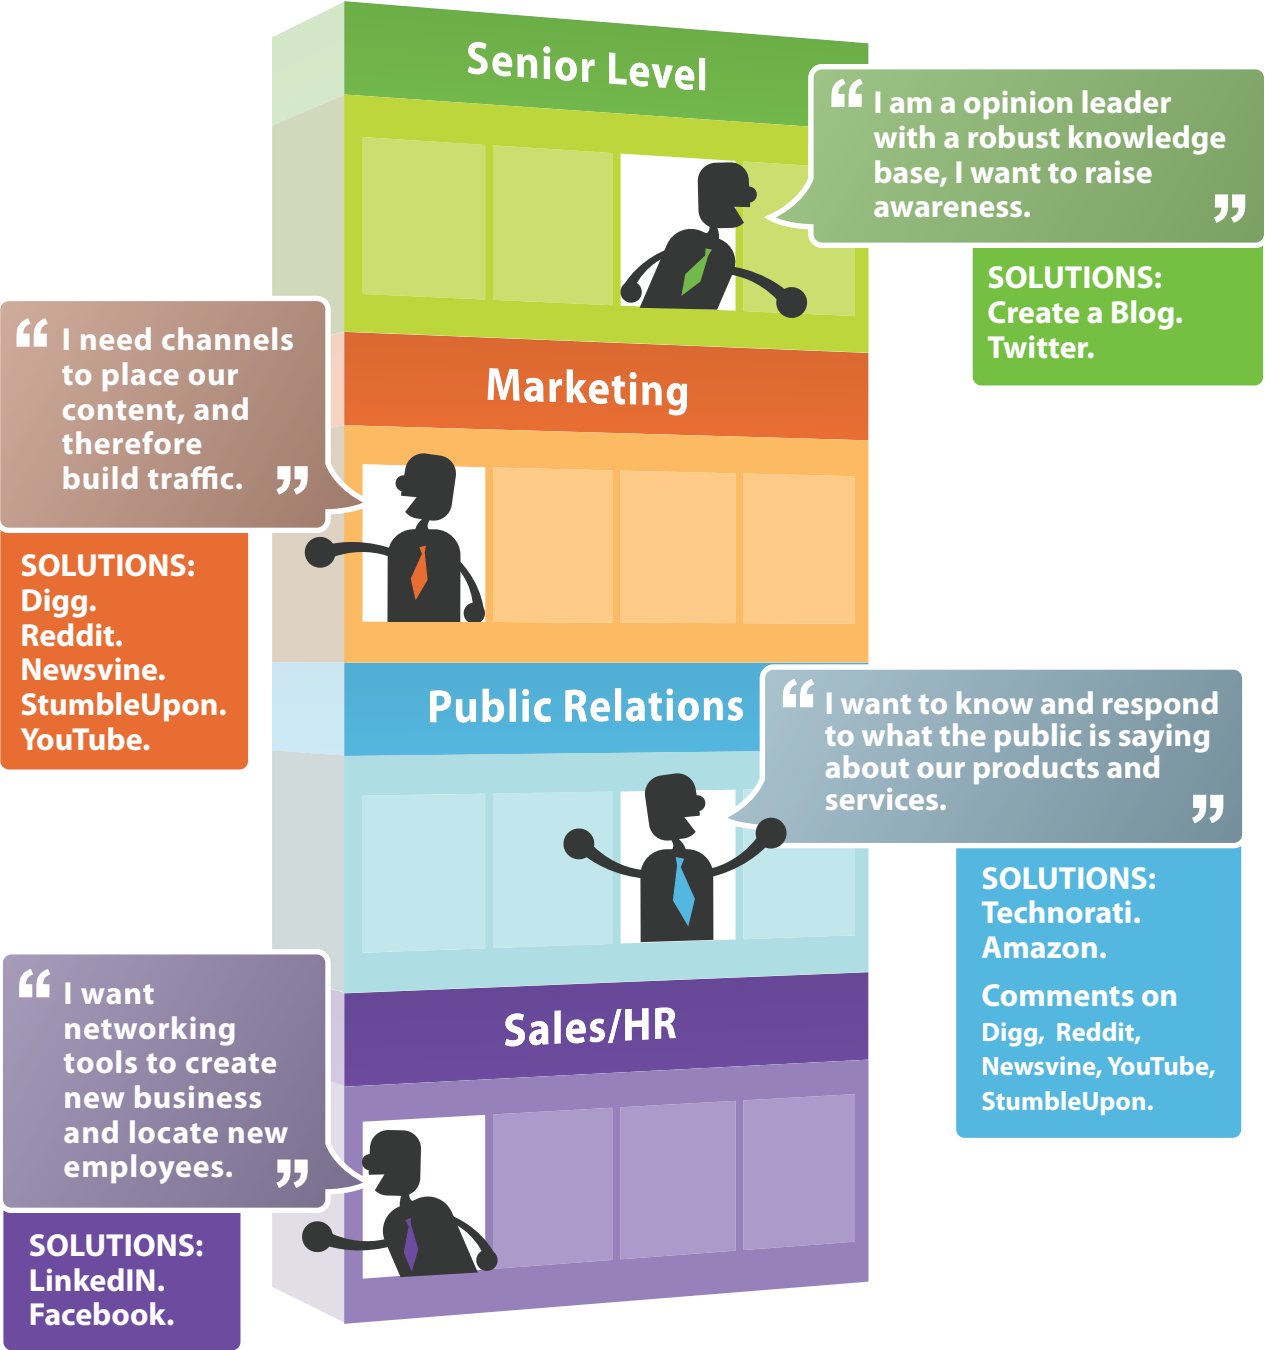 Senior Level
“ I am a opinion leader
with a robust knowledge
base, I want to raise
awareness. ”
SOLUTIONS:
Create a Blog.
Twitter.
Marketing
“ I need channels
to place our
content, and
therefore
build traffic. ”
SOLUTIONS:
Digg.
Reddit.
Newsvine.
StumbleUpon.
YouTube.
Public Relations
“ I want to know and respond
to what the public is saying
about our products and
services. ”
SOLUTIONS:
Technorati.
Amazon.
Comments on
Digg, Reddit,
Newsvine, YouTube,
StumbleUpon.
Sales/HR
“ I want
networking
tools to create
new business
and locate new
employees. ”
SOLUTIONS:
LinkedIN.
Facebook.